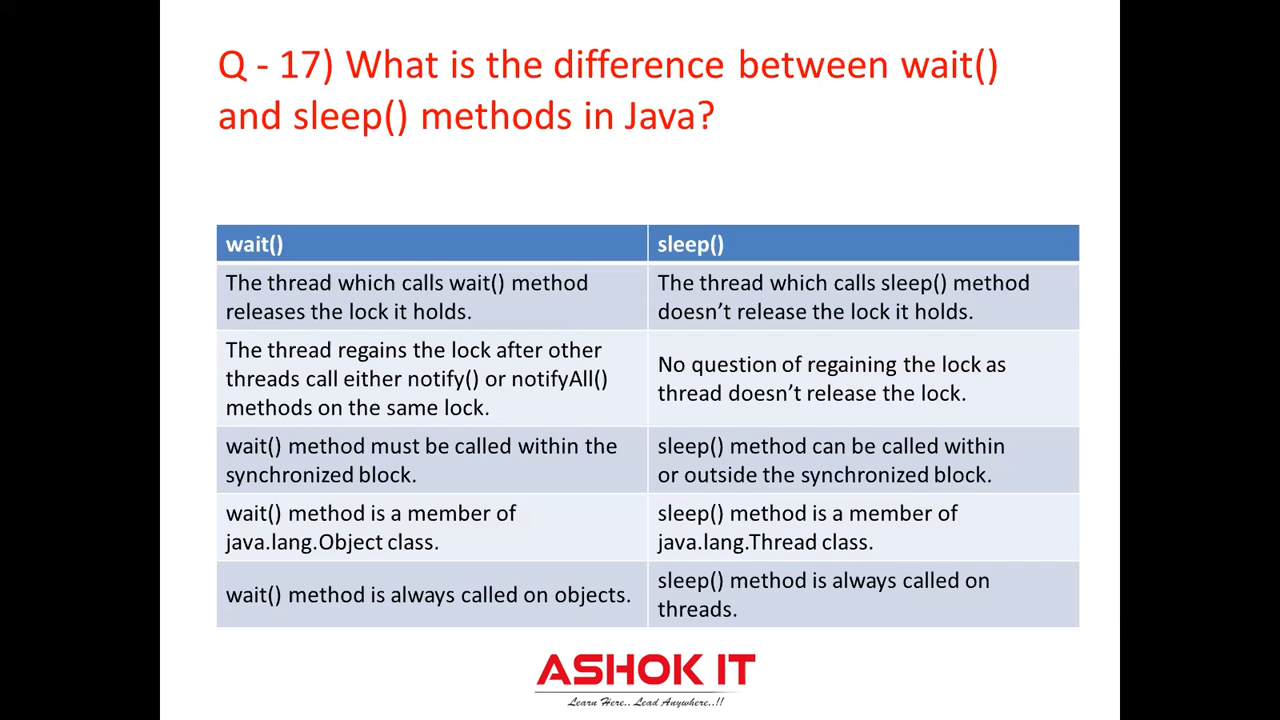 Q - 17) What is the difference between wait()
and sleep() methods in Java?
wait()
sleep()
The thread which calls wait() method
releases the lock it holds.
The thread which calls sleep() method
doesn’t release the lock it holds.
The thread regains the lock after other
threads call either notify() or notifyAll()
methods on the same lock.
No question of regaining the lock as
thread doesn’t release the lock.
wait() method must be called within the
synchronized block.
sleep() method can be called within
or outside the synchronized block.
wait() method is a member of
java.lang.Object class.
sleep() method is a member of
java.lang.Thread class.
wait() method is always called on objects.
sleep() method is always called on
threads.
ASHOK IT
Learn Here.. Lead Anywhere..!!